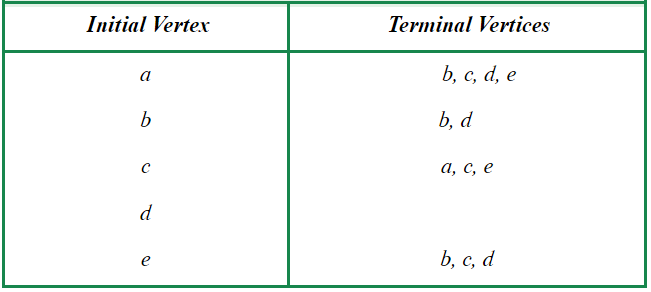 Initial Vertex Terminal Vertices
a b, c, d, e
b b, d
c a, c, e
d
e b, c, d